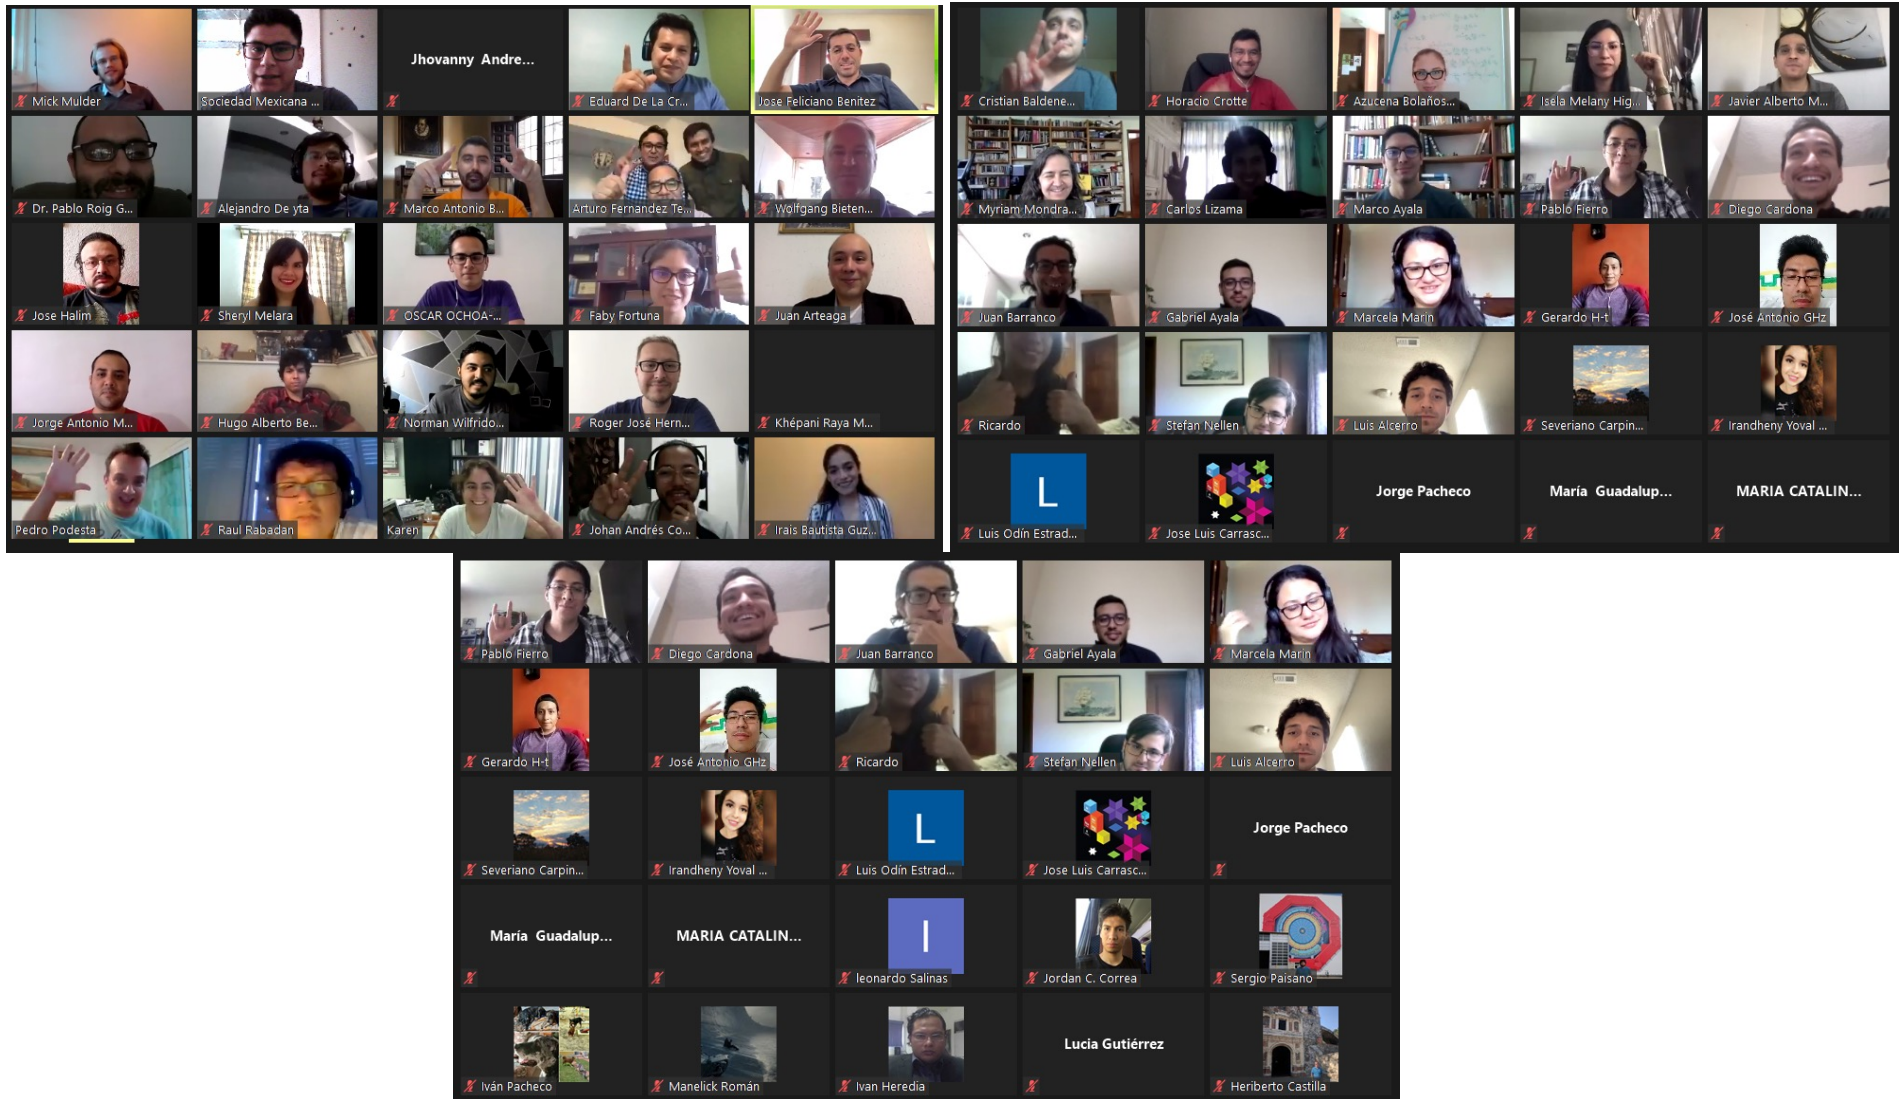 Mick Mulder
Sociedad Mexicana ...
Jhovanny Andre...
Eduard De La Cr...
Jose Feliciano Benitez
Dr. Pablo Roig G...
Alejandro De yta
Marco Antonio B...
Arturo Fernandez Te...
Wolfgang Bieten...
Jose Halim
Sheryl Melara
OSCAR OCHOA-...
Faby Fortuna
Juan Arteaga
Jorge Antonio M...
Hugo Alberto Be...
Norman Wilfrido...
Roger José Hern...
Khépani Raya M...
Pedro Podesta
Raul Rabadan
Karen
Johan Andrés Co...
Irais Bautista Guz...
Cristian Baldene...
Horacio Crotte
Azucena Bolaños...
Isela Melany Hig...
Javier Alberto M...
Myriam Mondra...
Carlos Lizama
Marco Ayala
Pablo Fierro
Diego Cardona
Juan Barranco
Gabriel Ayala
Marcela Marin
Gerardo H-t
José Antonio GHz
Ricardo
Stefan Nellen
Luis Alcerro
Severiano Carpin...
Irandheny Yoval ...
L
Luis Odín Estrad...
Jose Luis Carrasc...
Jorge Pacheco
María Guadalup...
MARIA CATALIN...
Pablo Fierro
Diego Cardona
Juan Barranco
Gabriel Ayala
Marcela Marin
Gerardo H-t
José Antonio GHz
Ricardo
Stefan Nellen
Luis Alcerro
Severiano Carpin...
Irandheny Yoval ...
L
Luis Odín Estrad...
Jose Luis Carrasc...
Jorge Pacheco
María Guadalup...
MARIA CATALIN...
I
leonardo Salinas
Jordan C. Correa
Sergio Paisano
Iván Pacheco
Manelick Román
Ivan Heredia
Lucia Gutiérrez
Heriberto Castilla